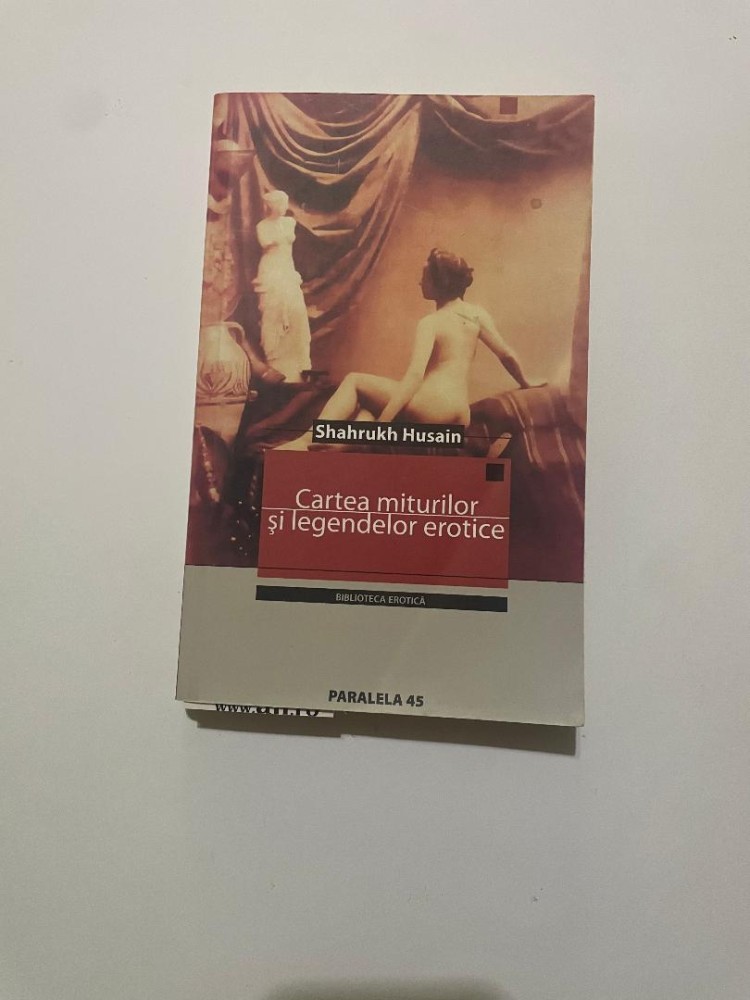 Shahrukh Husain
Cartea miturilor
şi legendelor erotice
BIBLIOTECA EROTICĂ
PARALELA 45